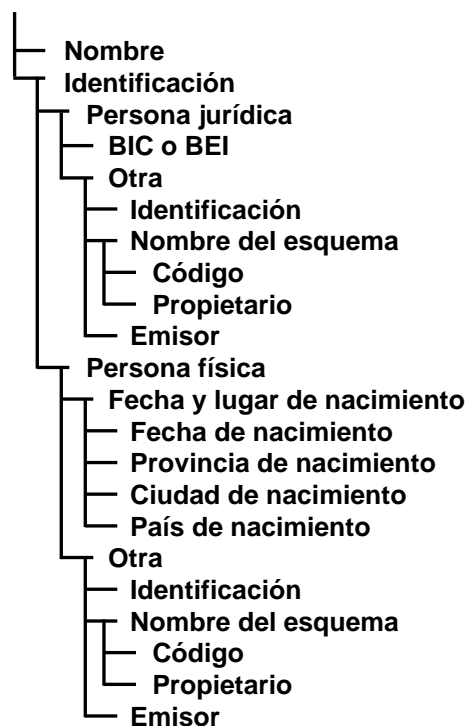 Nombre
Identificación
Persona jurídica
BIC o BEI
Otra
Identificación
Nombre del esquema
Código
Propietario
Emisor
Persona física
Fecha y lugar de nacimiento
Fecha de nacimiento
Provincia de nacimiento
Ciudad de nacimiento
País de nacimiento
Otra
Identificación
Nombre del esquema
Código
Propietario
Emisor